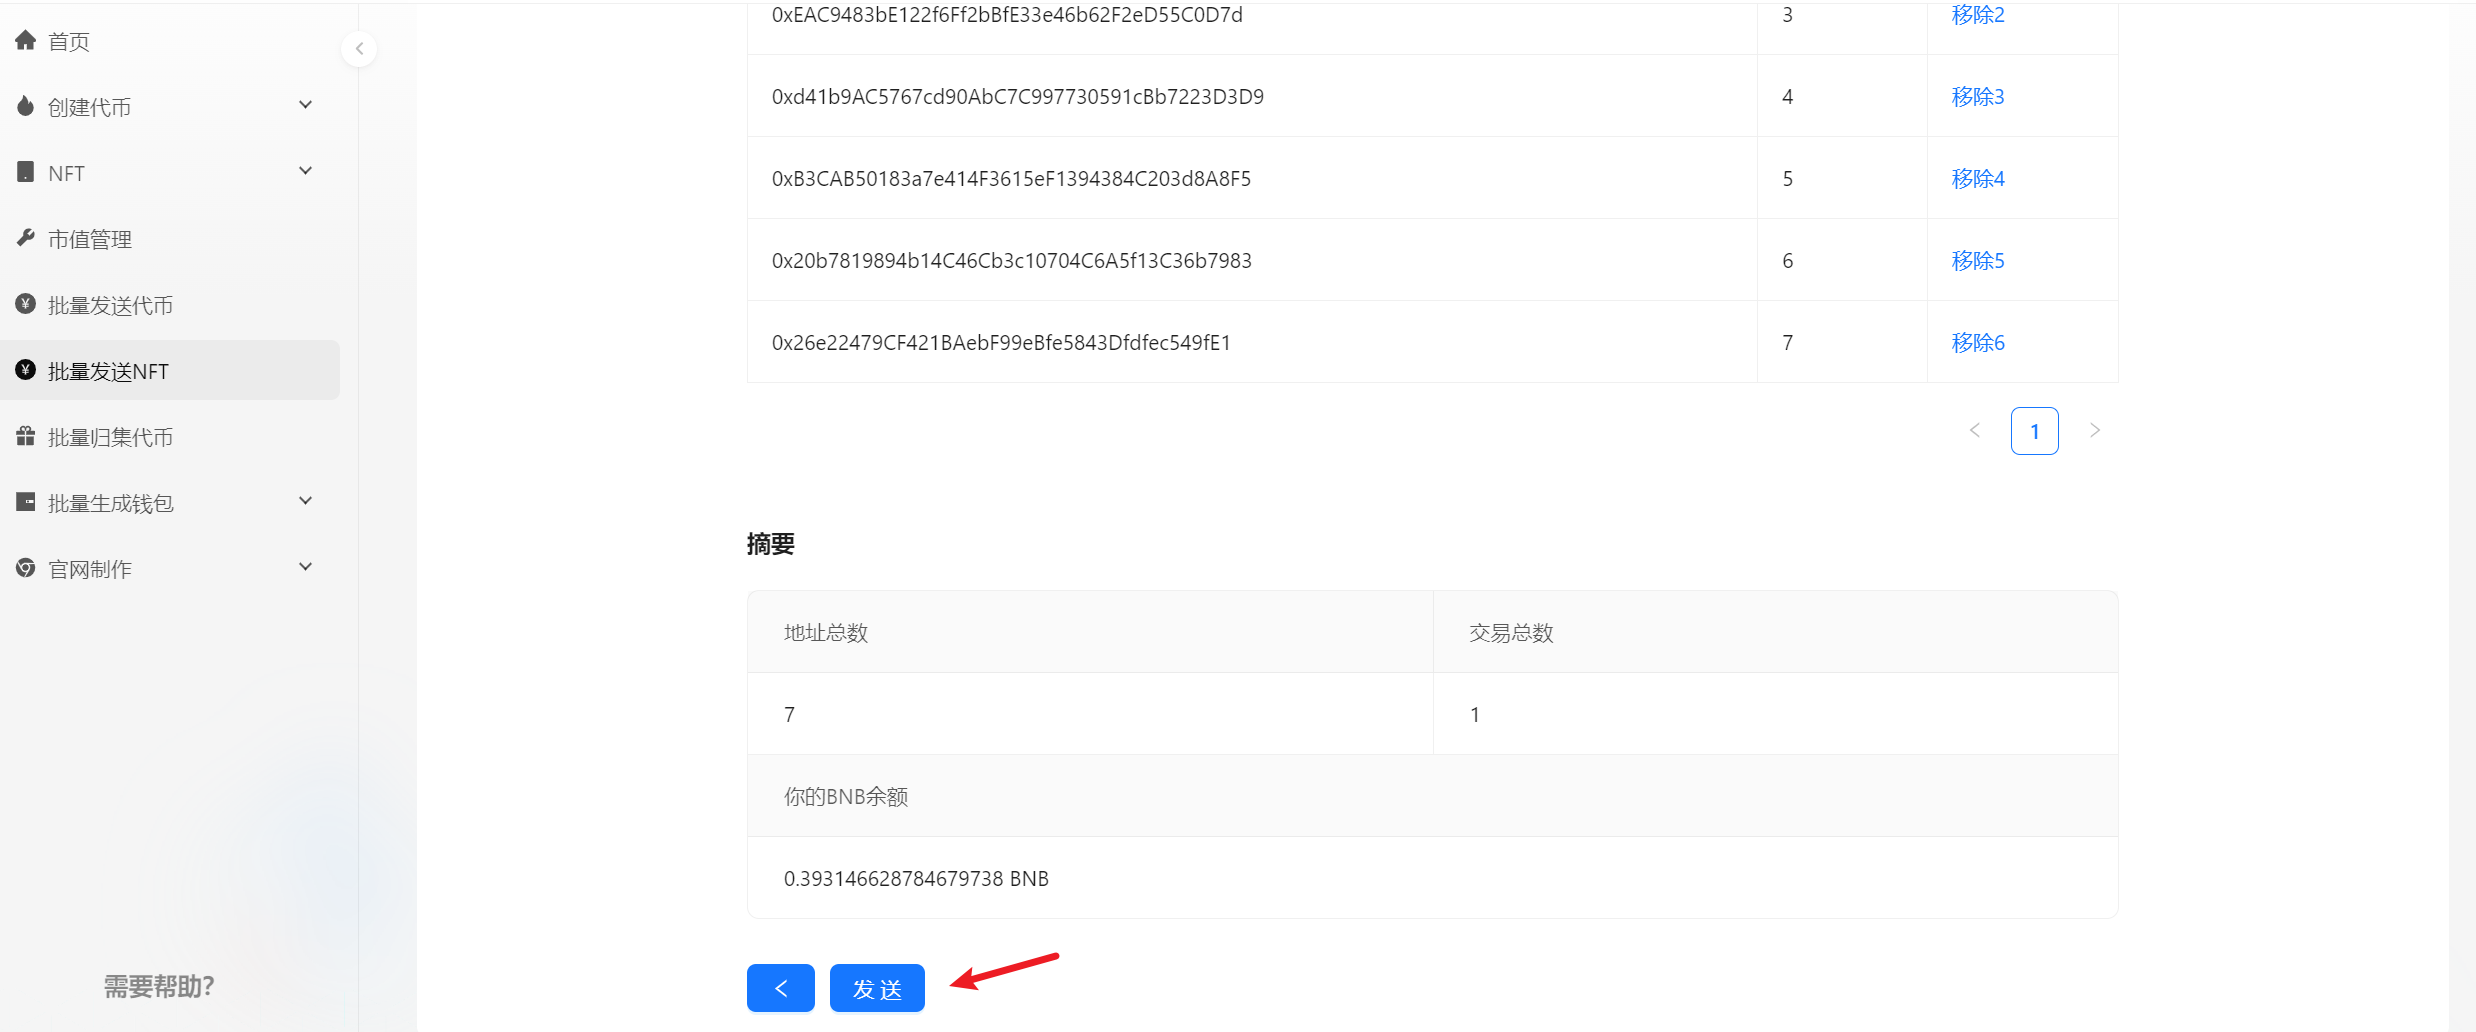 首页
创建代币
NFT
市值管理
批量发送代币
批量发送NFT
批量归集代币
批量生成钱包
官网制作
需要帮助?
0xEAC9483bE122f6Ff2bBfE33e46b62F2eD55C0D7d 3 移除2
0xd41b9AC5767cd90AbC7C997730591cBb7223D3D9 4 移除3
0xB3CAB50183a7e414F3615eF1394384C203d8A8F5 5 移除4
0x20b7819894b14C46Cb3c10704C6A5f13C36b7983 6 移除5
0x26e22479CF421BAebF99eBfe5843Dfdfec549fE1 7 移除6
1
摘要
地址总数 交易总数
7 1
你的BNB余额
0.393146628784679738 BNB
发 送